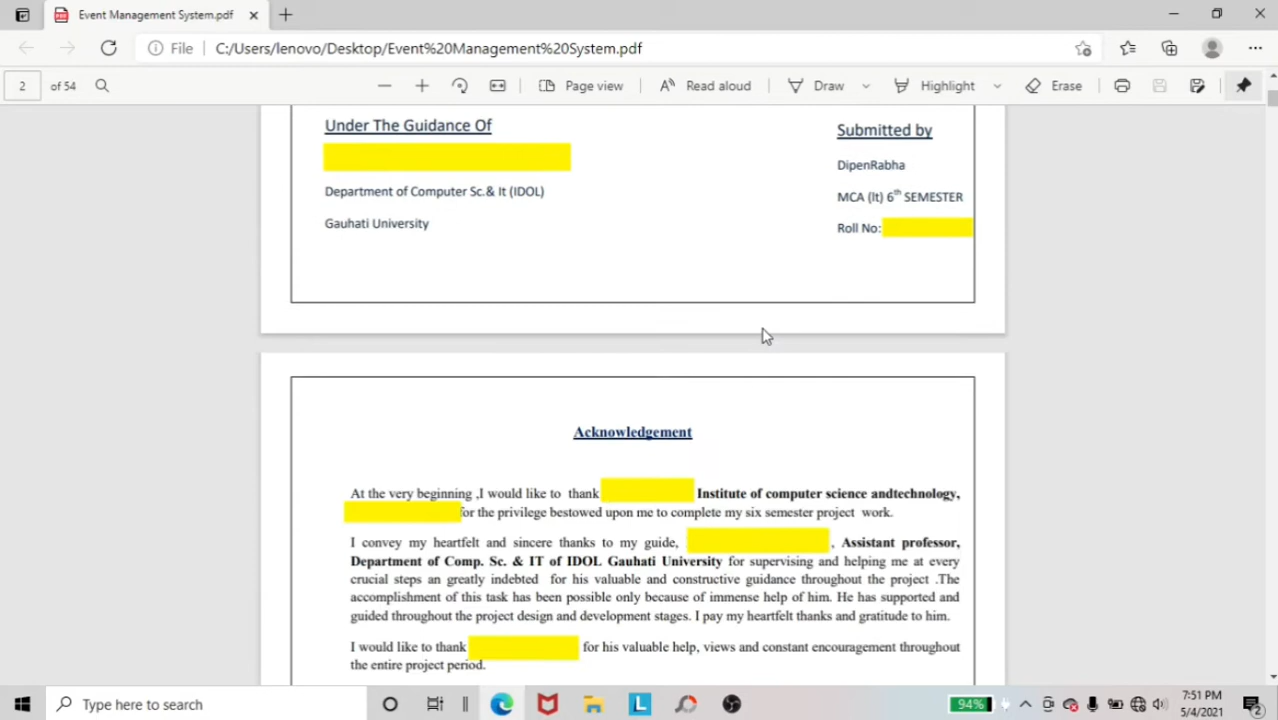 Event Management System.pdf
File C:/Users/lenovo/Desktop/Event%20Management%20System.pdf
2 of 54 Page view Read aloud Draw Highlight Erase
Under The Guidance Of
Submitted by
DipenRabha
Department of Computer Sc.& It (IDOL)
MCA (It) 6th SEMESTER
Gauhati University
Roll No:
Acknowledgement
At the very beginning ,I would like to thank Institute of computer science andtechnology,
for the privilege bestowed upon me to complete my six semester project work.
I convey my heartfelt and sincere thanks to my guide, , Assistant professor,
Department of Comp. Sc. & IT of IDOL Gauhati University for supervising and helping me at every
crucial steps an greatly indebted for his valuable and constructive guidance throughout the project .The
accomplishment of this task has been possible only because of immense help of him. He has supported and
guided throughout the project design and development stages. I pay my heartfelt thanks and gratitude to him.
I would like to thank for his valuable help, views and constant encouragement throughout
the entire project period.
Type here to search
94%
7:51 PM
5/4/2021
2